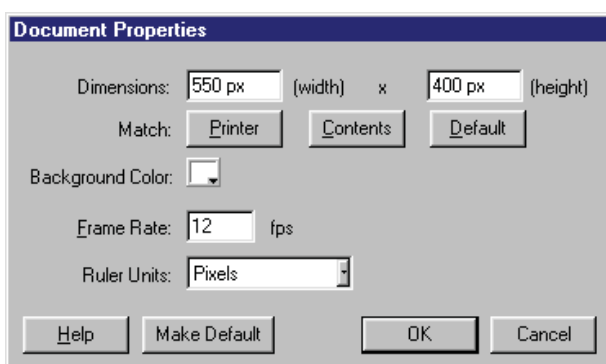 Document Properties
Dimensions: 550 px (width) x 400 px (height)
Match: Printer Contents Default
Background Color:
Frame Rate: 12 fps
Ruler Units: Pixels
Help Make Default OK Cancel